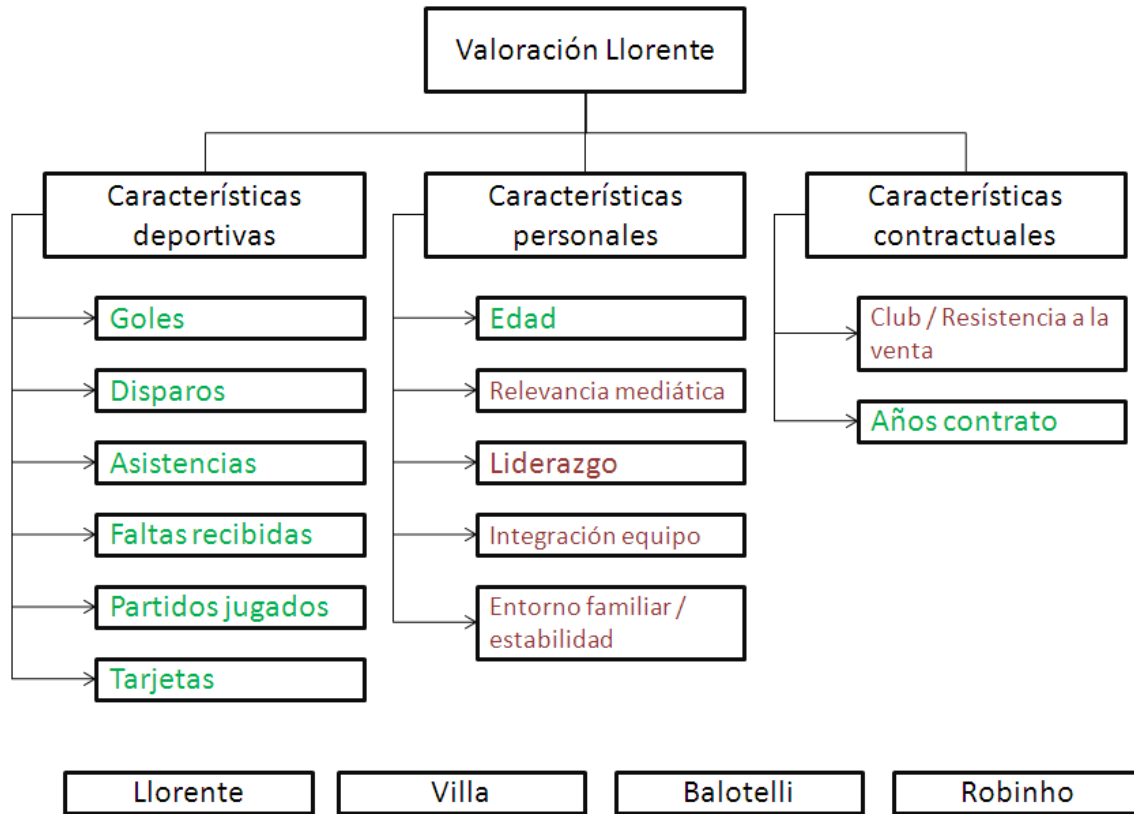 Valoración Llorente
Características
deportivas
Goles
Disparos
Asistencias
Faltas recibidas
Partidos jugados
Tarjetas
Características
personales
Edad
Relevancia mediática
Liderazgo
Integración equipo
Entorno familiar /
estabilidad
Características
contractuales
Club / Resistencia a la
venta
Años contrato
Llorente
Villa
Balotelli
Robinho